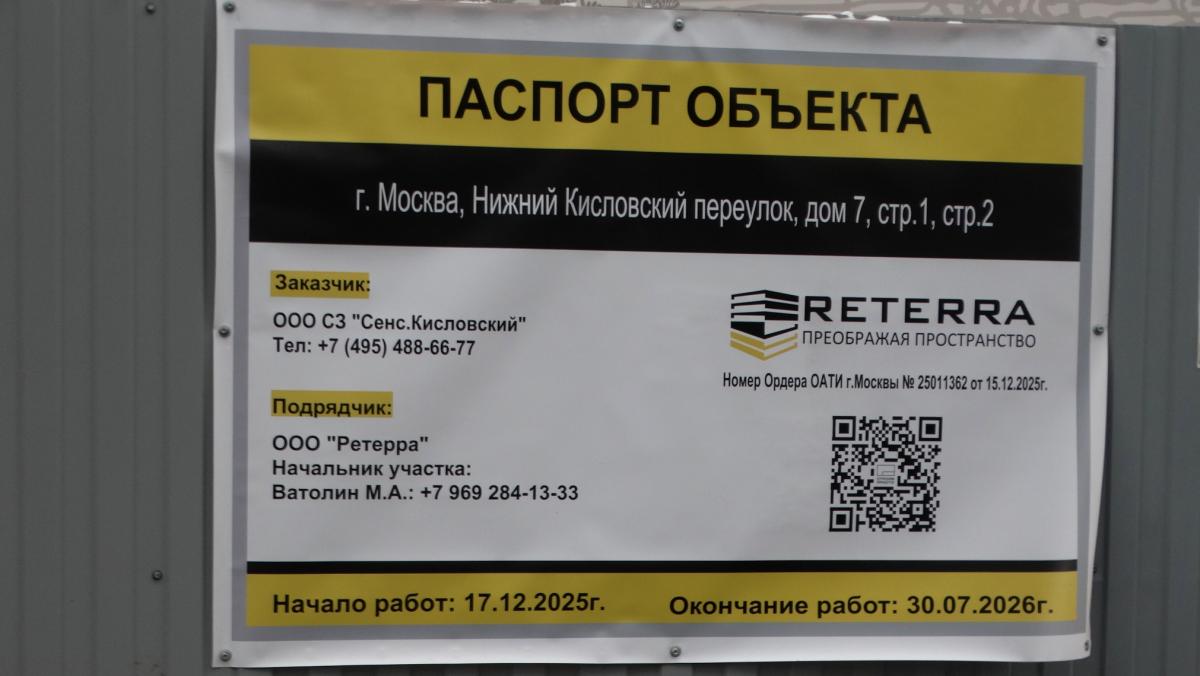 ПАСПОРТ ОБЪЕКТА
г. Москва, Нижний Кисловский переулок, дом 7, стр.1, стр.2
Заказчик:
ООО СЗ "Сенс.Кисловский"
Тел: +7 (495) 488-66-77
Подрядчик:
ООО "Ретерра"
Начальник участка:
Ватолин М.А.: +7 969 284-13-33
RETERRA
ПРЕОБРАЖАЯ ПРОСТРАНСТВО
Номер Ордера ОАТИ г.Москвы № 25011362 от 15.12.2025г.
Начало работ: 17.12.2025г.
Окончание работ: 30.07.2026г.